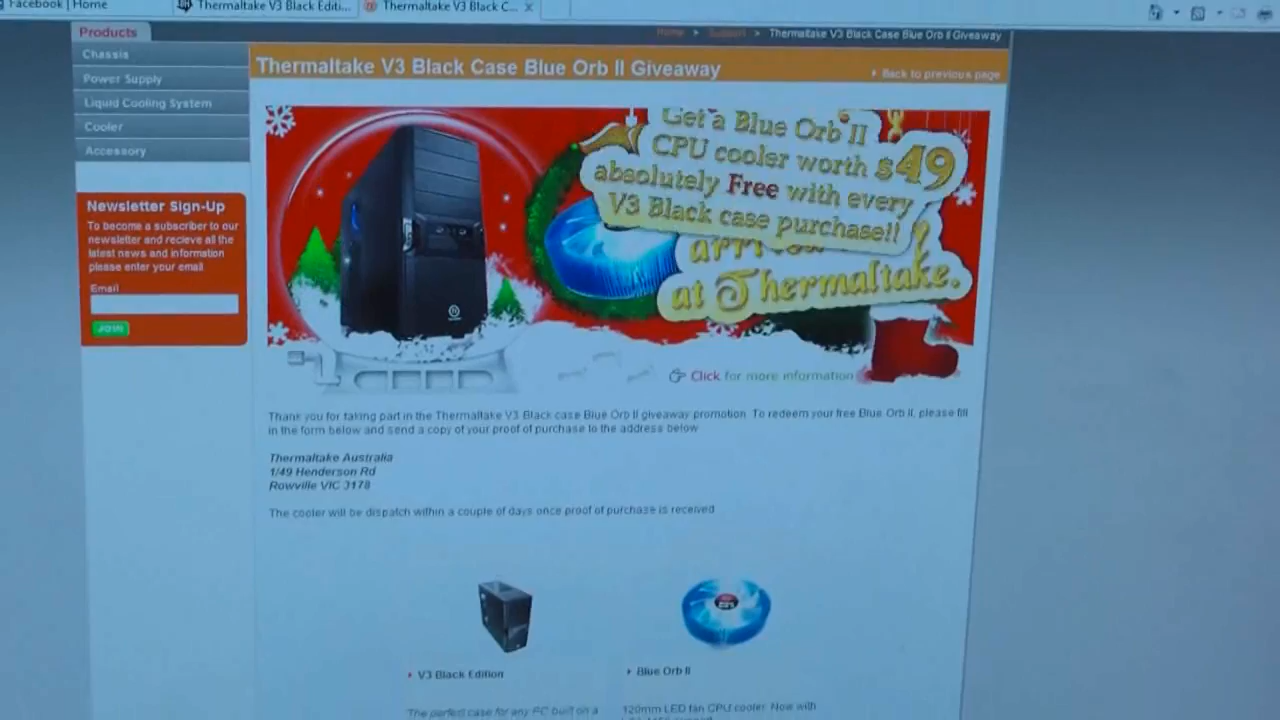 Facebook | Home
Thermaltake V3 Black Editi...
Thermaltake V3 Black C...
Products
Home > Support > Thermaltake V3 Black Case Blue Orb II Giveaway
Chassis
Power Supply
Liquid Cooling System
Cooler
Accessory
Thermaltake V3 Black Case Blue Orb II Giveaway
Back to previous page
Get a Blue Orb II
CPU cooler worth $49
absolutely Free with every
V3 Black case purchase!!
at Thermaltake.
Click for more information
Newsletter Sign-Up
To become a subscriber to our
newsletter and recieve all the
latest news and information
please enter your email
Email
JOIN
Thank you for taking part in the Thermaltake V3 Black case Blue Orb II giveaway promotion. To redeem your free Blue Orb II, please fill
in the form below and send a copy of your proof of purchase to the address below
Thermaltake Australia
1/49 Henderson Rd
Rowville VIC 3178
The cooler will be dispatch within a couple of days once proof of purchase is received
V3 Black Edition
Blue Orb II
The perfect case for any PC built on a
120mm LED fan CPU cooler. Now with